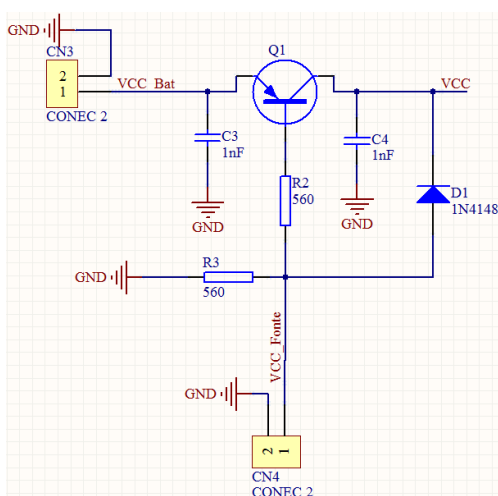 GND
CN3
2
1
CONEC 2
VCC_Bat
Q1
VCC
C3
1nF
GND
C4
1nF
GND
R2
560
D1
1N4148
R3
GND
560
VCC_Fonte
GND
2
1
CN4
CONEC 2